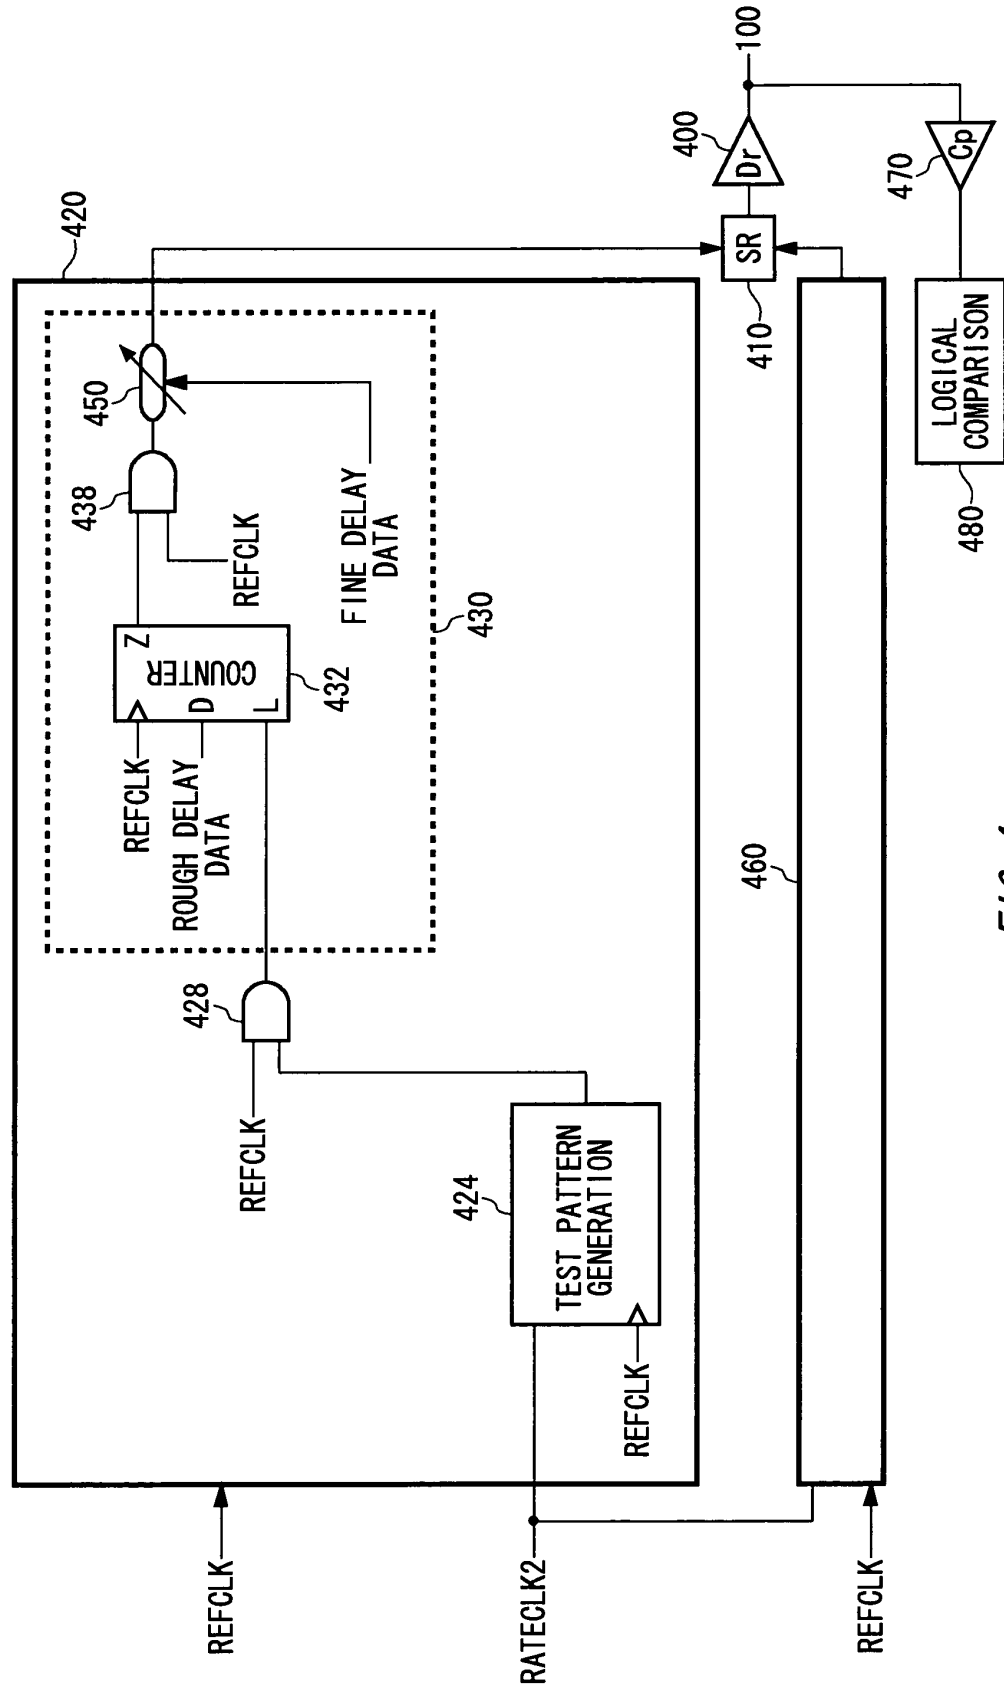 420
450
438
REFCLK
FINE DELAY
DATA
Z
COUNTER
D
L
432
430
REFCLK
ROUGH DELAY
DATA
428
REFCLK
424
TEST PATTERN
GENERATION
REFCLK
REFCLK
RATECLK2
REFCLK
460
SR
410
Dr
400
100
Cp
470
LOGICAL
COMPARISON
480